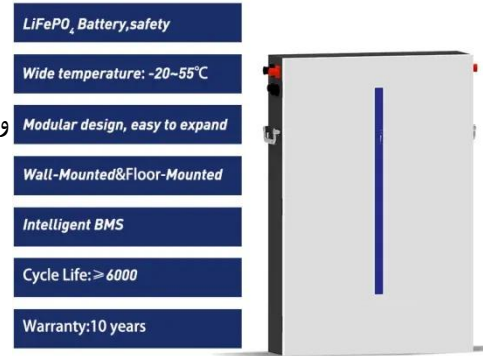 LiFePO₄ Battery,safety
Wide temperature: -20~55℃
و
Modular design, easy to expand
Wall-Mounted&Floor-Mounted
Intelligent BMS
Cycle Life:≥6000
Warranty:10 years